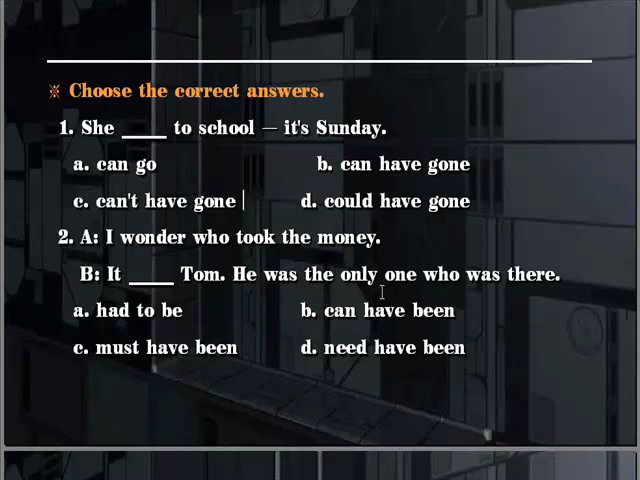 ※ Choose the correct answers.
1. She ____ to school – it's Sunday.
a. can go b. can have gone
c. can't have gone d. could have gone
2. A: I wonder who took the money.
B: It ____ Tom. He was the only one who was there.
a. had to be b. can have been
c. must have been d. need have been